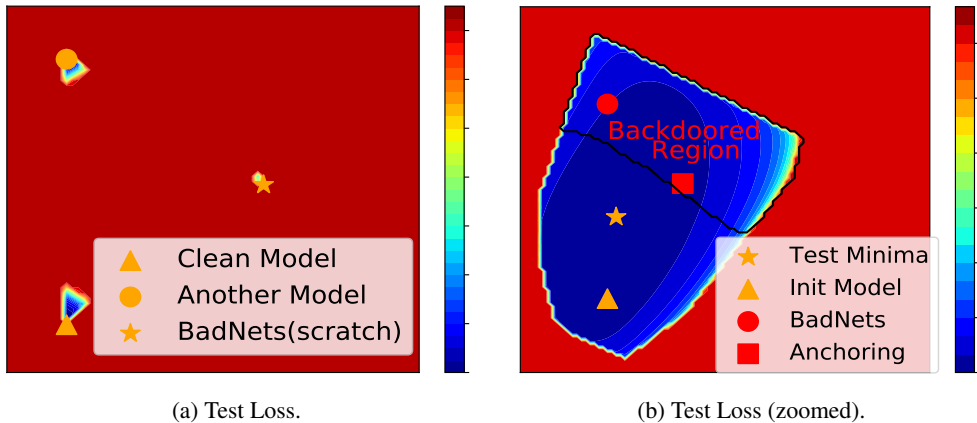 Clean Model
Another Model
BadNets(scratch)
(a) Test Loss.
Backdoored
Region
Test Minima
Init Model
BadNets
Anchoring
(b) Test Loss (zoomed).